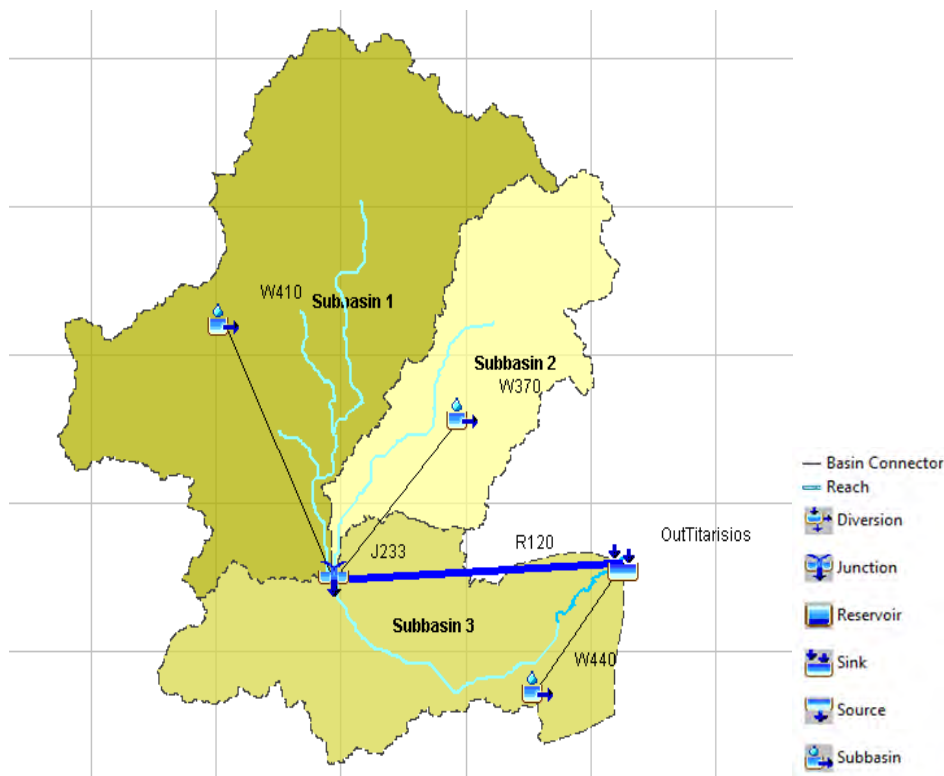 W410
Subbasin 1
Subbasin 2
W370
J233
R120
OutTitarisios
Subbasin 3
W440
Basin Connector
Reach
Diversion
Junction
Reservoir
Sink
Source
Subbasin